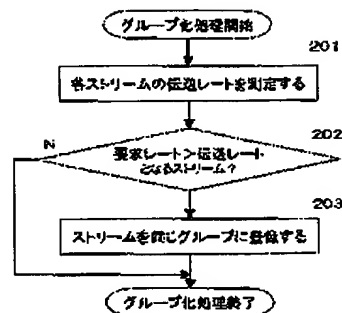 グループ化処理開始
201
各ストリームの伝送レートを測定する
202
要求レート>伝送レート
となるストリーム?
N
203
ストリームを同じグループに登録する
グループ化処理終了